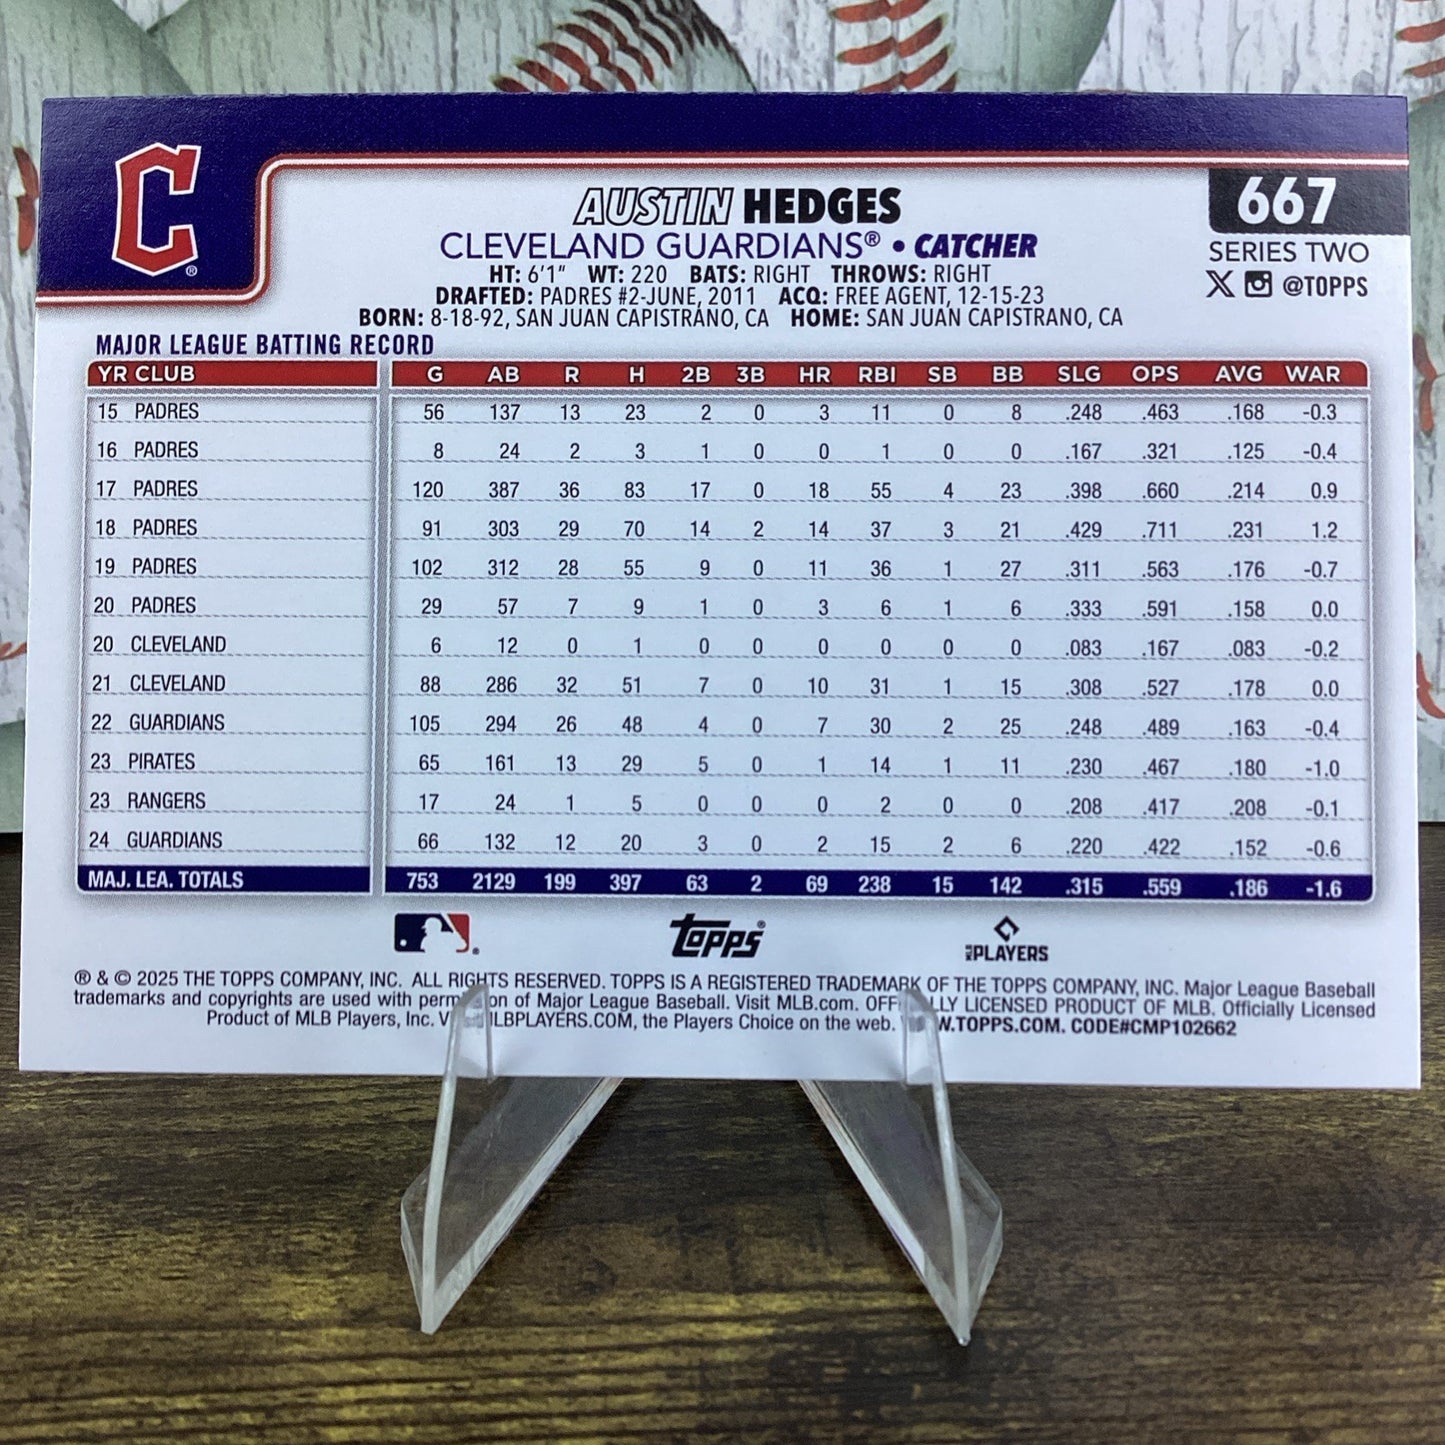 C ®
AUSTIN HEDGES
667
CLEVELAND GUARDIANS® • CATCHER
SERIES TWO
HT: 6'1" WT: 220 BATS: RIGHT THROWS: RIGHT
@TOPPS
DRAFTED: PADRES #2-JUNE, 2011 ACQ: FREE AGENT, 12-15-23
BORN: 8-18-92, SAN JUAN CAPISTRANO, CA HOME: SAN JUAN CAPISTRANO, CA
MAJOR LEAGUE BATTING RECORD
YR CLUB G AB R H 2B 3B HR RBI SB BB SLG OPS AVG WAR
15 PADRES 56 137 13 23 2 0 3 11 0 8 .248 .463 .168 -0.3
16 PADRES 8 24 2 3 1 0 0 1 0 0 .167 .321 .125 -0.4
17 PADRES 120 387 36 83 17 0 18 55 4 23 .398 .660 .214 0.9
18 PADRES 91 303 29 70 14 2 14 37 3 21 .429 .711 .231 1.2
19 PADRES 102 312 28 55 9 0 11 36 1 27 .311 .563 .176 -0.7
20 PADRES 29 57 7 9 1 0 3 6 1 6 .333 .591 .158 0.0
20 CLEVELAND 6 12 0 1 0 0 0 0 0 0 .083 .167 .083 -0.2
21 CLEVELAND 88 286 32 51 7 0 10 31 1 15 .308 .527 .178 0.0
22 GUARDIANS 105 294 26 48 4 0 7 30 2 25 .248 .489 .163 -0.4
23 PIRATES 65 161 13 29 5 0 1 14 1 11 .230 .467 .180 -1.0
23 RANGERS 17 24 1 5 0 0 0 2 0 0 .208 .417 .208 -0.1
24 GUARDIANS 66 132 12 20 3 0 2 15 2 6 .220 .422 .152 -0.6
MAJ. LEA. TOTALS 753 2129 199 397 63 2 69 238 15 142 .315 .559 .186 -1.6
topps® PLAYERS
® & © 2025 THE TOPPS COMPANY, INC. ALL RIGHTS RESERVED. TOPPS IS A REGISTERED TRADEMARK OF THE TOPPS COMPANY, INC. Major League Baseball
trademarks and copyrights are used with on of Major League Baseball. Visit MLB.com. LY LICENSED PRODUCT OF MLB. Officially Licensed
Product of MLB Players, Inc. LBPLAYERS.COM, the Players Choice on the web. W.TOPPS.COM. CODE#CMP102662